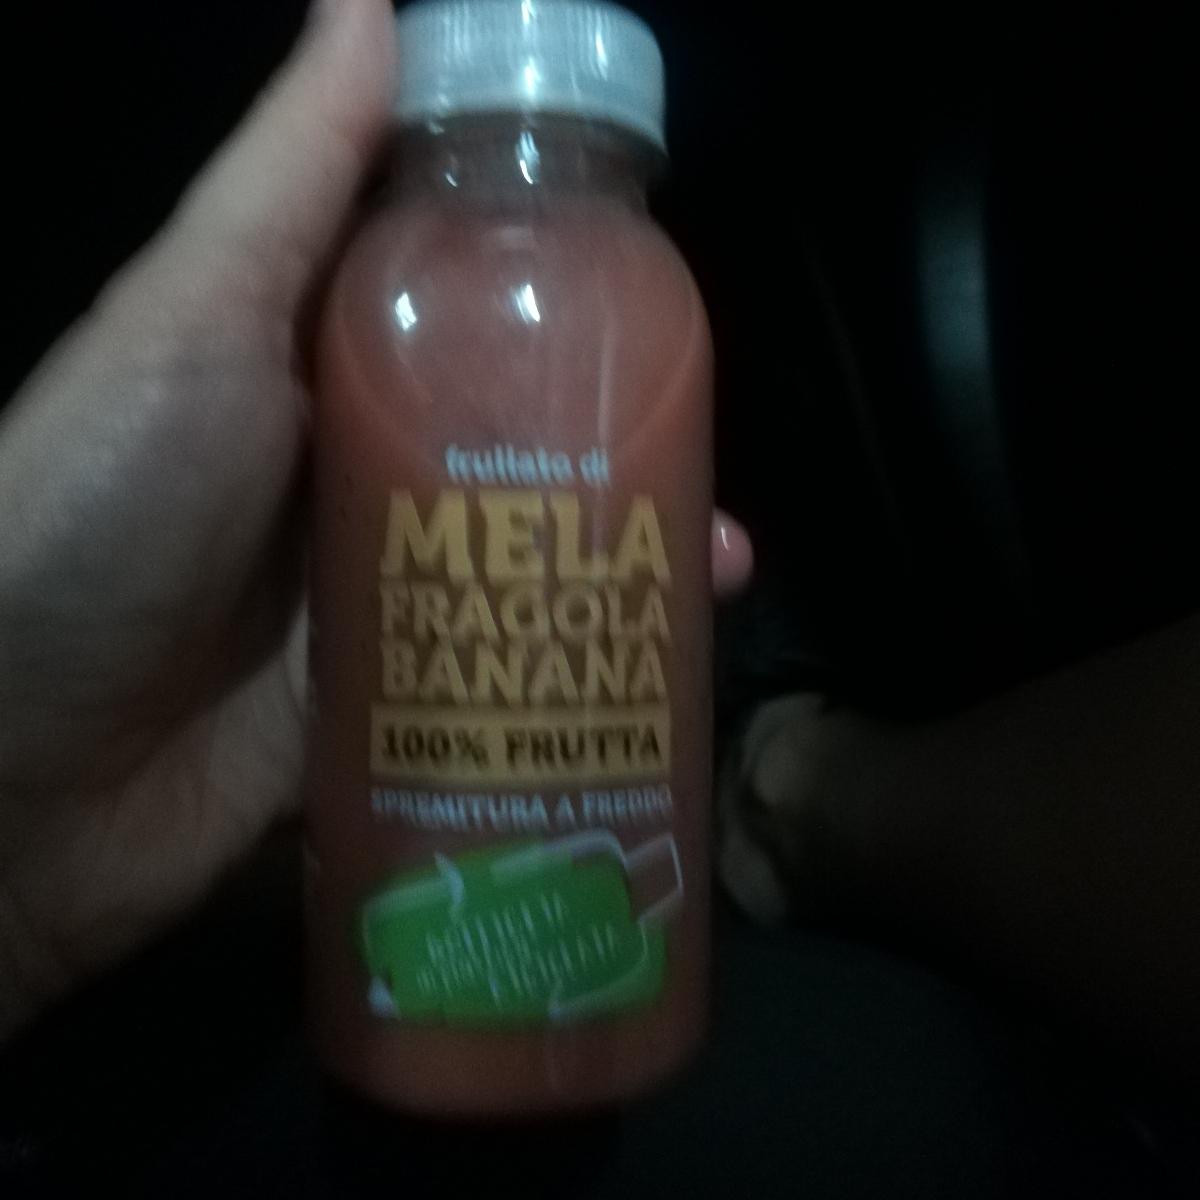 frullato di
MELA
FRAGOLA
BANANA
100% FRUTTA
SPREMITURA A FREDDO